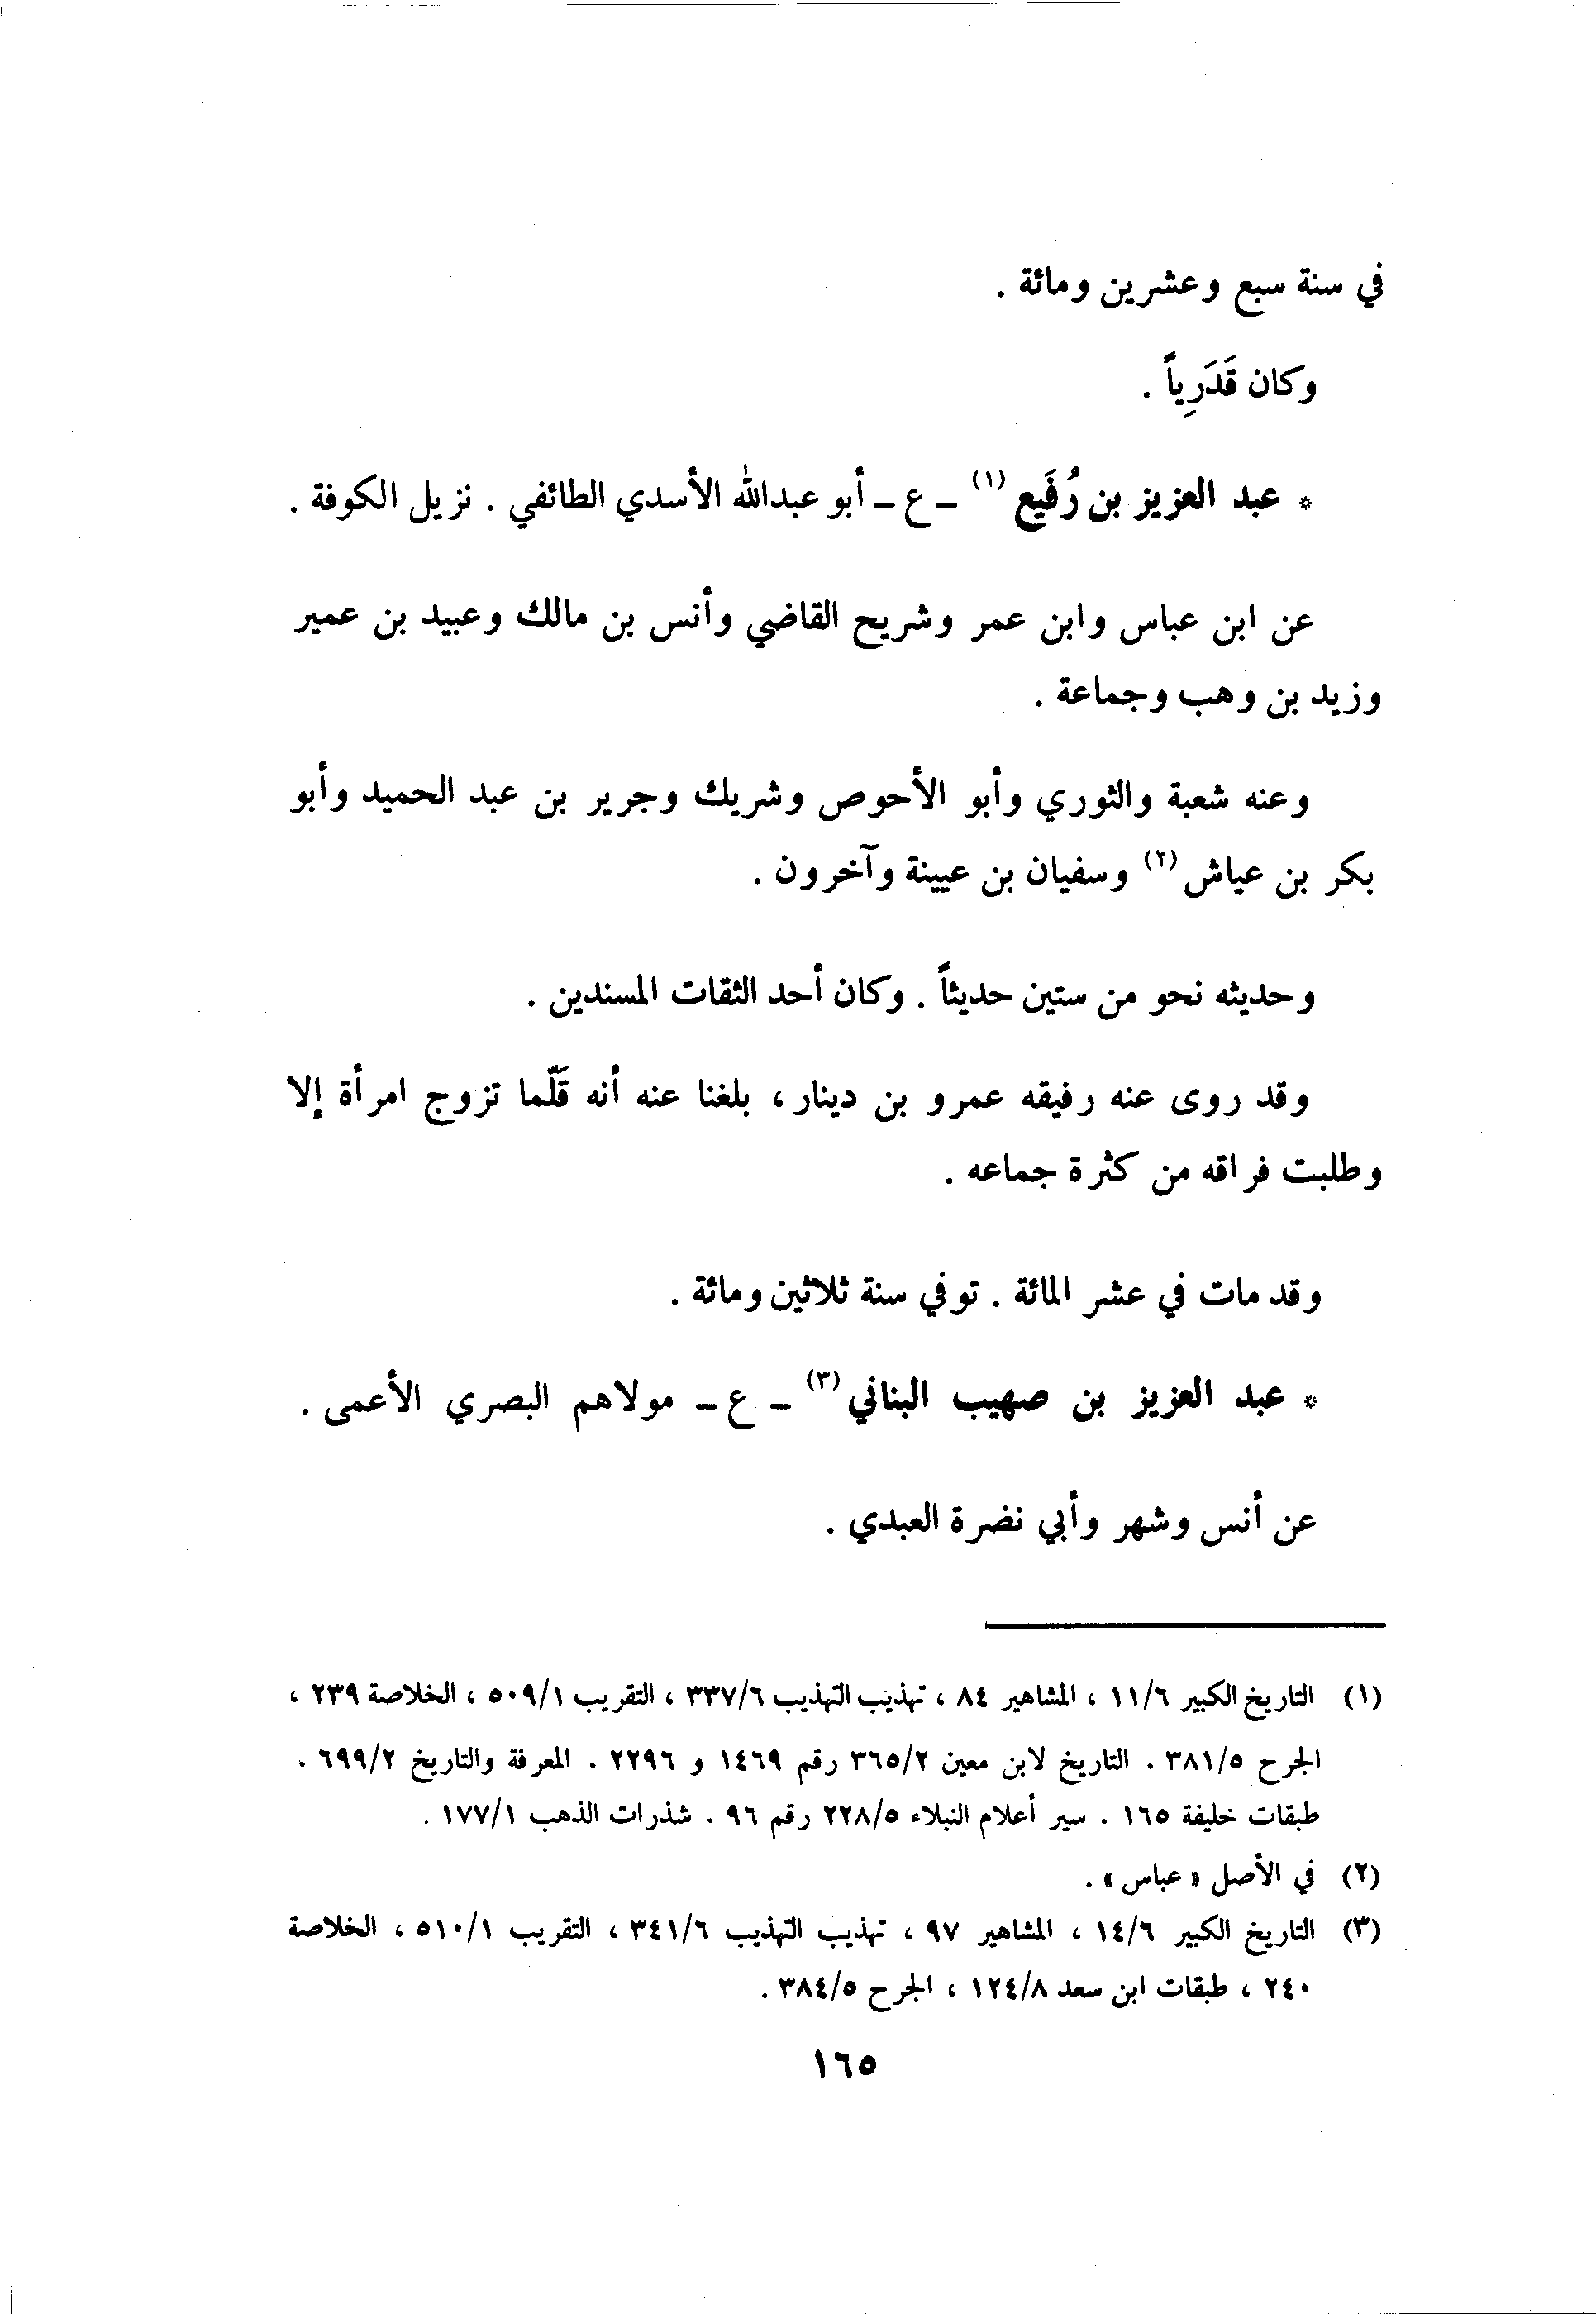 في سنة سبع وعشرين ومائة .
وكان قَدَرِياً .
* عبد العزيز بن رُفَيع (١) – ع – أبو عبدالله الأسدي الطائفي . نزيل الكوفة .
عن ابن عباس وابن عمر وشريح القاضي وأنس بن مالك وعبيد بن عمير
وزيد بن وهب وجماعة .
وعنه شعبة والثوري وأبو الأحوص وشريك وجرير بن عبد الحميد وأبو
بكر بن عياش (٢) وسفيان بن عيينة وآخرون .
وحديثه نحو من ستين حديثاً . وكان أحد الثقات المسندين .
وقد روى عنه رفيقه عمرو بن دينار ، بلغنا عنه أنه قَلّما تزوج امرأة إلا
وطلبت فراقه من كثرة جماعه .
وقد مات في عشر المائة . توفي سنة ثلاثين ومائة .
* عبد العزيز بن صهيب البناني (٣) – ع – مولاهم البصري الأعمى .
عن أنس وشهر وأبي نضرة العبدي .
(١) التاريخ الكبير ١١/٦ ، المشاهير ٨٤ ، تهذيب التهذيب ٣٣٧/٦ ، التقريب ٥٠٩/١ ، الخلاصة ٢٣٩ ،
الجرح ٣٨١/٥ . التاريخ لابن معين ٣٦٥/٢ رقم ١٤٦٩ و ٢٢٩٦ . المعرفة والتاريخ ٦٩٩/٢ .
طبقات خليفة ١٦٥ . سير أعلام النبلاء ٢٢٨/٥ رقم ٩٦ . شذرات الذهب ١٧٧/١ .
(٢) في الأصل « عباس » .
(٣) التاريخ الكبير ١٤/٦ ، المشاهير ٩٧ ، تهذيب التهذيب ٣٤١/٦ ، التقريب ٥١٠/١ ، الخلاصة
٢٤٠ ، طبقات ابن سعد ١٢٤/٨ ، الجرح ٣٨٤/٥ .
١٦٥